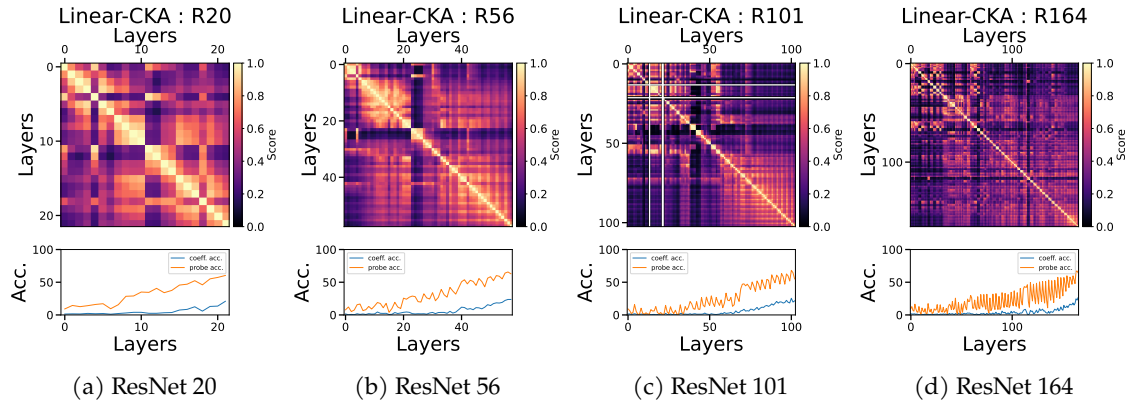 Linear-CKA : R20
Layers
0 10 20
0
10
20
Layers
1.0
0.8
0.6
0.4
0.2
0.0
Score
100
50
0
Acc.
coeff. acc.
probe acc.
0 10 20
Layers
(a) ResNet 20
Linear-CKA : R56
Layers
0 20 40
0
20
40
Layers
1.0
0.8
0.6
0.4
0.2
0.0
Score
100
50
0
Acc.
coeff. acc.
probe acc.
0 20 40
Layers
(b) ResNet 56
Linear-CKA : R101
Layers
0 50 100
0
50
100
Layers
1.0
0.8
0.6
0.4
0.2
0.0
Score
100
50
0
Acc.
coeff. acc.
probe acc.
0 50 100
Layers
(c) ResNet 101
Linear-CKA : R164
Layers
0 100
0
100
Layers
1.0
0.8
0.6
0.4
0.2
0.0
Score
100
50
0
Acc.
coeff. acc.
probe acc.
0 100
Layers
(d) ResNet 164